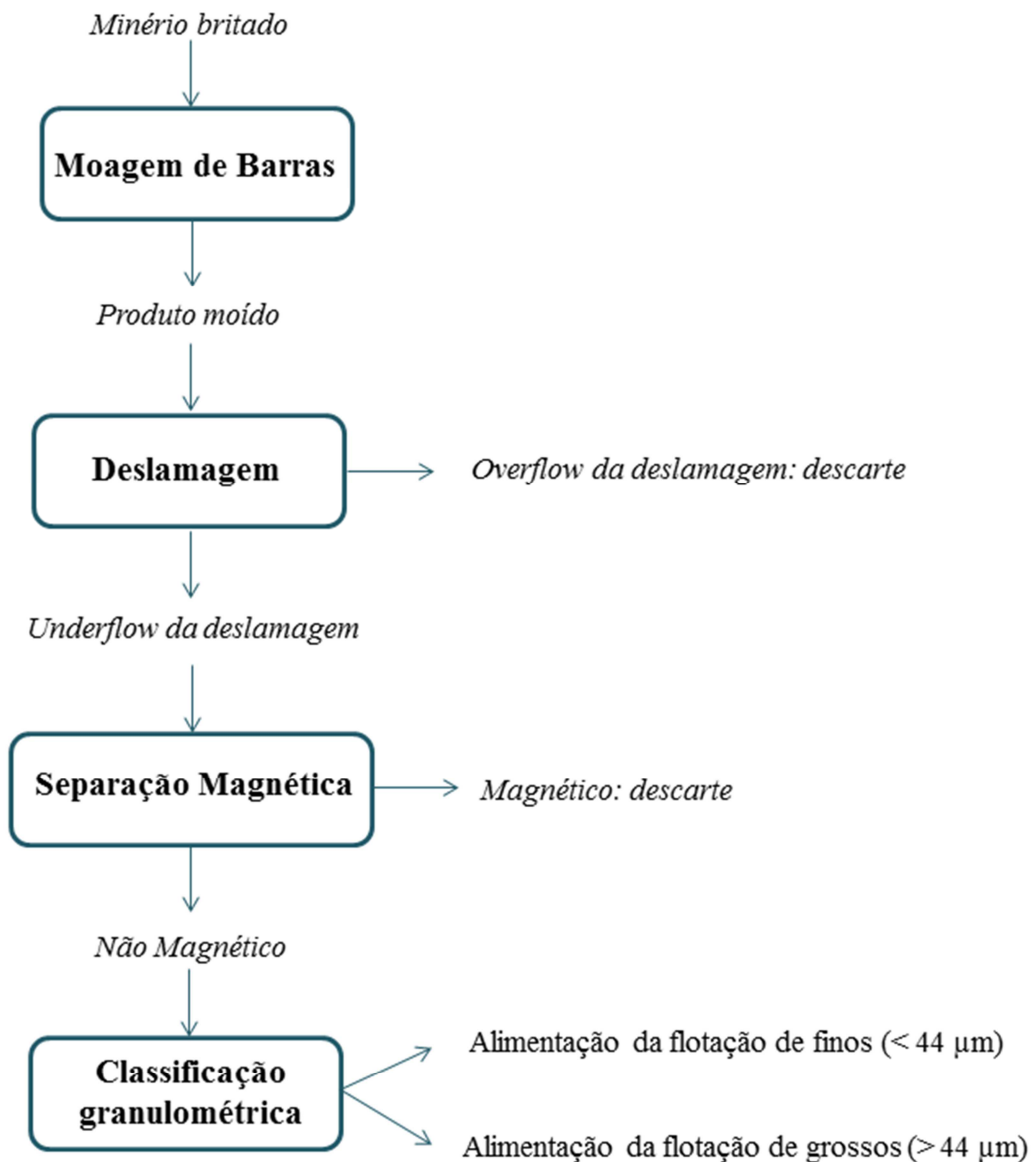 Minério britado
Moagem de Barras
Produto moído
Deslamagem
Overflow da deslamagem: descarte
Underflow da deslamagem
Separação Magnética
Magnético: descarte
Não Magnético
Classificação
granulométrica
Alimentação da flotação de finos (< 44 µm)
Alimentação da flotação de grossos (> 44 µm)